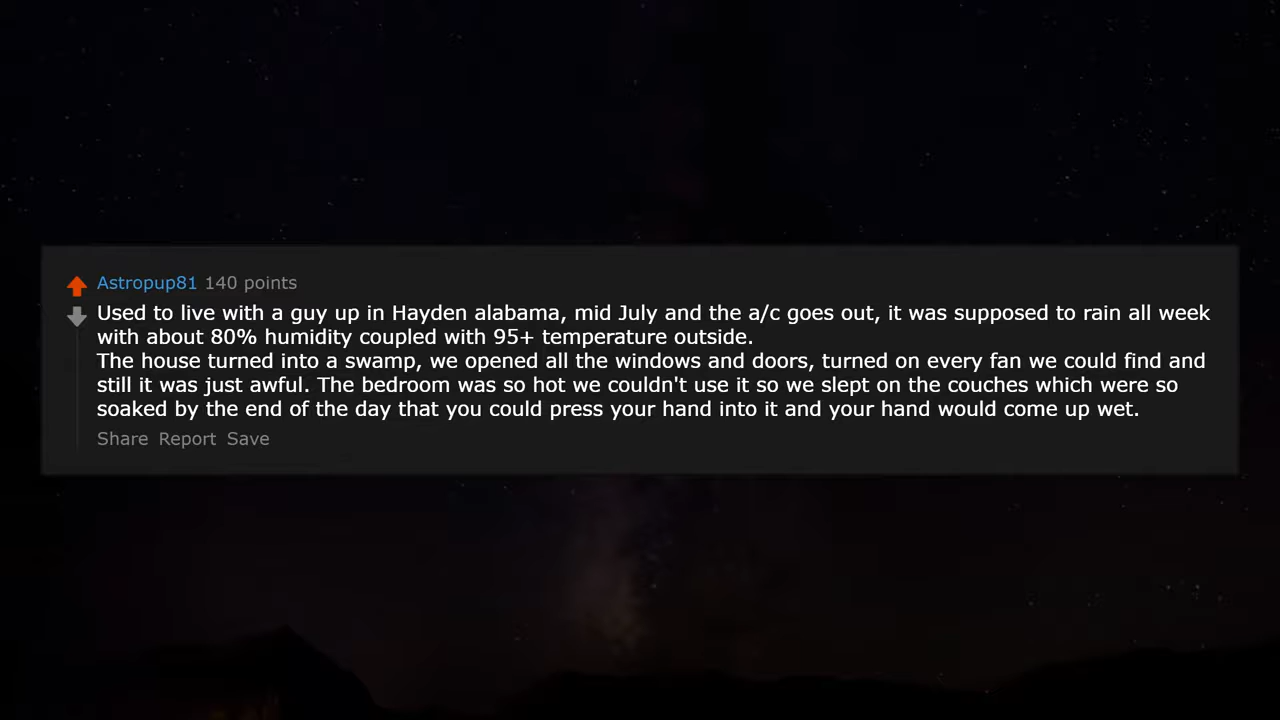 Astropup81 140 points
Used to live with a guy up in Hayden alabama, mid July and the a/c goes out, it was supposed to rain all week
with about 80% humidity coupled with 95+ temperature outside.
The house turned into a swamp, we opened all the windows and doors, turned on every fan we could find and
still it was just awful. The bedroom was so hot we couldn't use it so we slept on the couches which were so
soaked by the end of the day that you could press your hand into it and your hand would come up wet.
Share Report Save